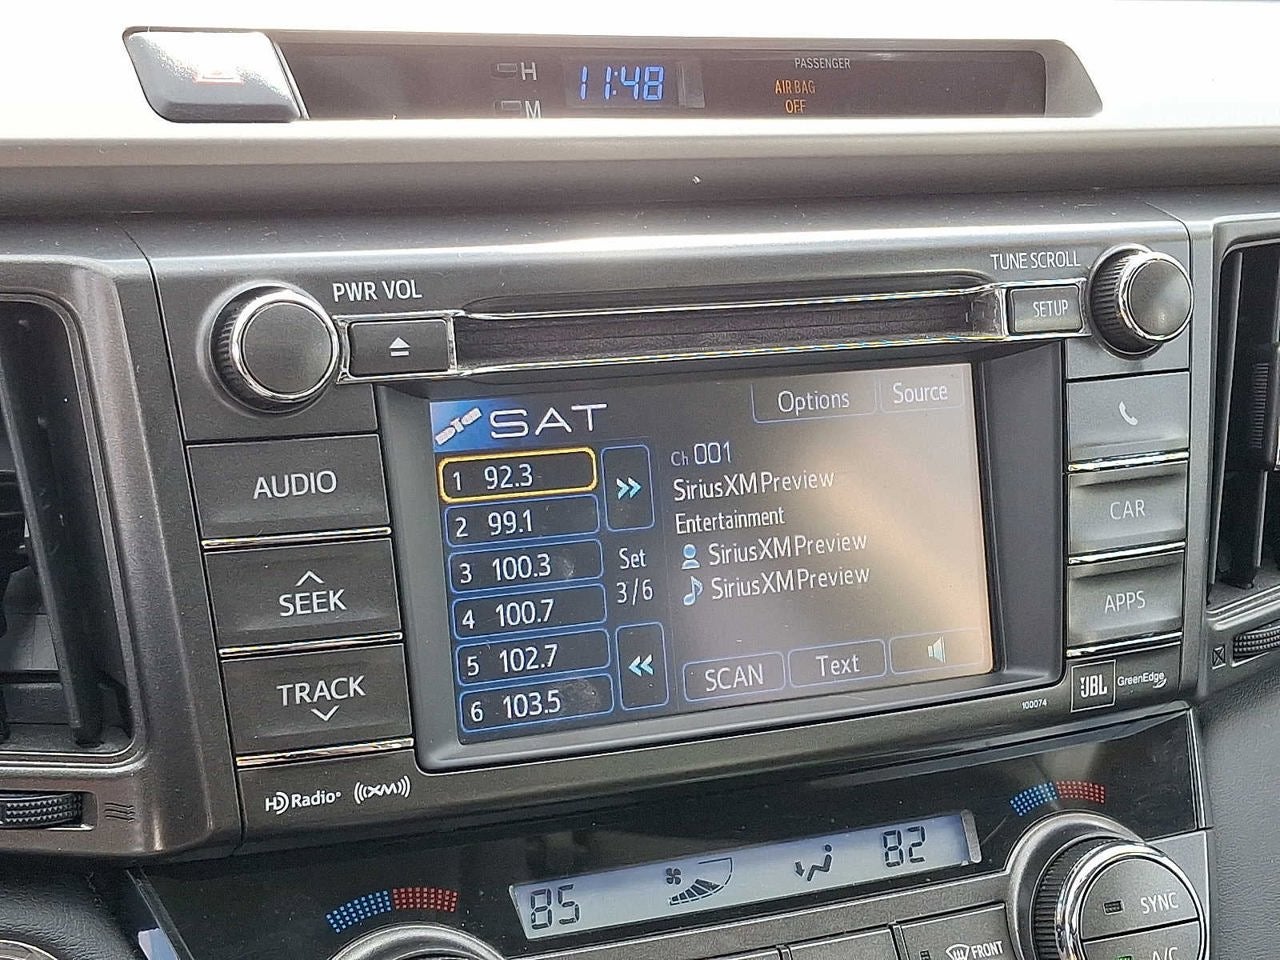 H
11:48
M
PASSENGER
AIR BAG
OFF
PWR VOL
TUNE SCROLL
SETUP
AUDIO
SEEK
TRACK
HD Radio
((XM))
SAT
Options
Source
1 92.3
2 99.1
3 100.3
4 100.7
5 102.7
6 103.5
Set
3/6
Ch 001
SiriusXM Preview
Entertainment
SiriusXM Preview
SiriusXM Preview
SCAN
Text
CAR
APPS
JBL
GreenEdge
100074
85
82
SYNC
A/C
FRONT